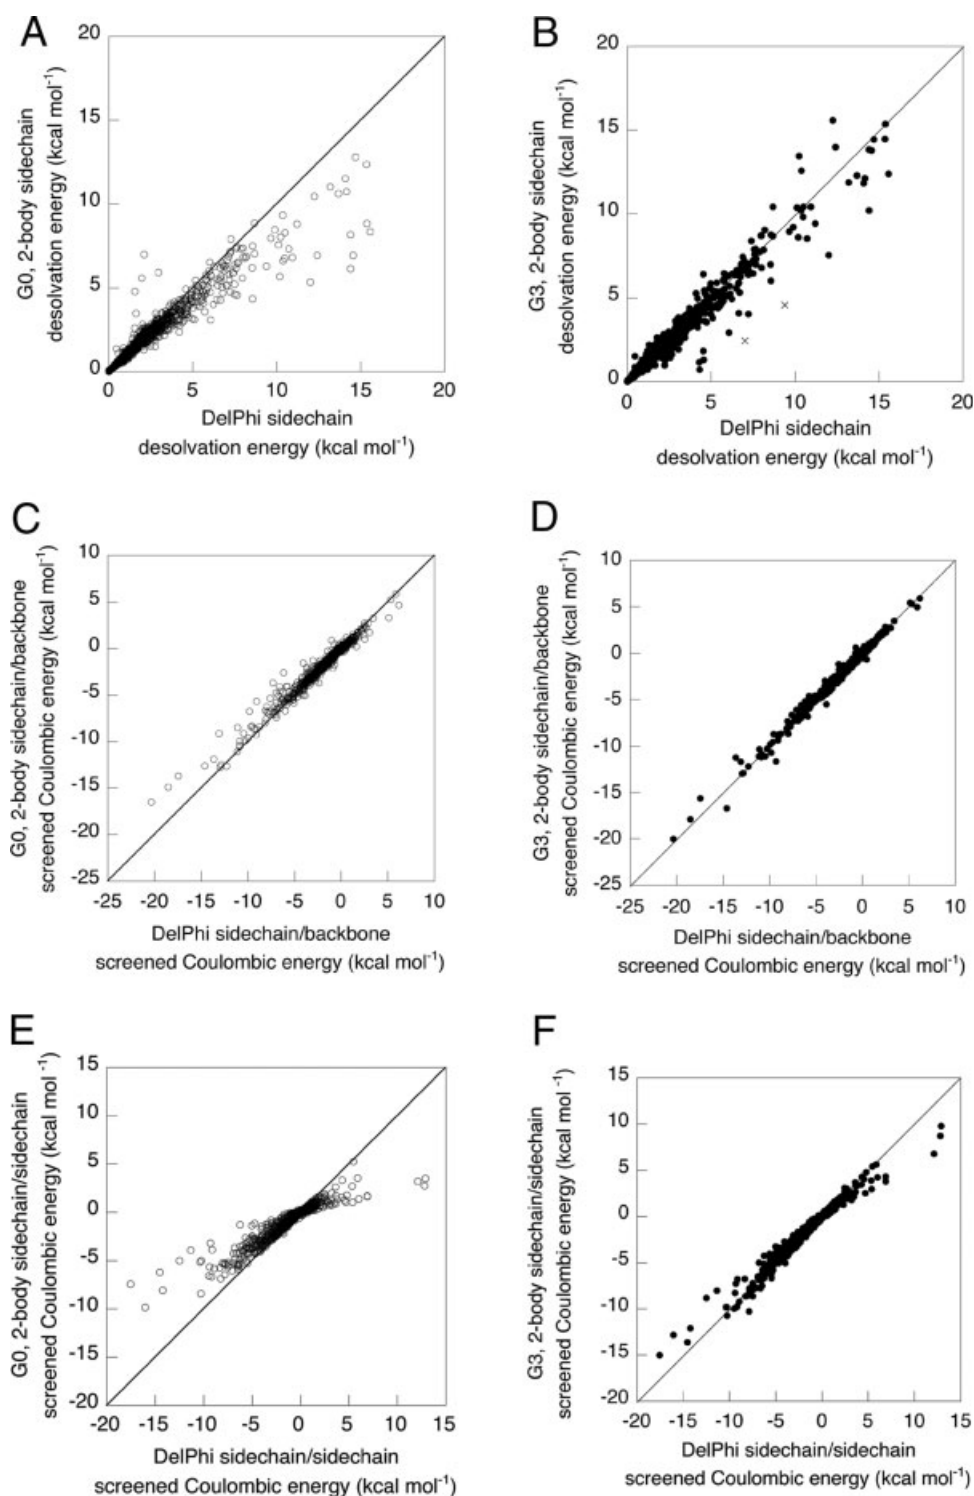 A
G0, 2-body sidechain
desolvation energy (kcal mol-1)
20
15
10
5
0
0 5 10 15 20
DelPhi sidechain
desolvation energy (kcal mol-1)
B
G3, 2-body sidechain
desolvation energy (kcal mol-1)
20
15
10
5
0
0 5 10 15 20
DelPhi sidechain
desolvation energy (kcal mol-1)
C
G0, 2-body sidechain/backbone
screened Coulombic energy (kcal mol-1)
10
5
0
-5
-10
-15
-20
-25
-25 -20 -15 -10 -5 0 5 10
DelPhi sidechain/backbone
screened Coulombic energy (kcal mol-1)
D
G3, 2-body sidechain/backbone
screened Coulombic energy (kcal mol-1)
10
5
0
-5
-10
-15
-20
-25
-25 -20 -15 -10 -5 0 5 10
DelPhi sidechain/backbone
screened Coulombic energy (kcal mol-1)
E
G0, 2-body sidechain/sidechain
screened Coulombic energy (kcal mol -1)
15
10
5
0
-5
-10
-15
-20
-20 -15 -10 -5 0 5 10 15
DelPhi sidechain/sidechain
screened Coulombic energy (kcal mol-1)
F
G3, 2-body sidechain/sidechain
screened Coulombic energy (kcal mol -1)
15
10
5
0
-5
-10
-15
-20
-20 -15 -10 -5 0 5 10 15
DelPhi sidechain/sidechain
screened Coulombic energy (kcal mol-1)